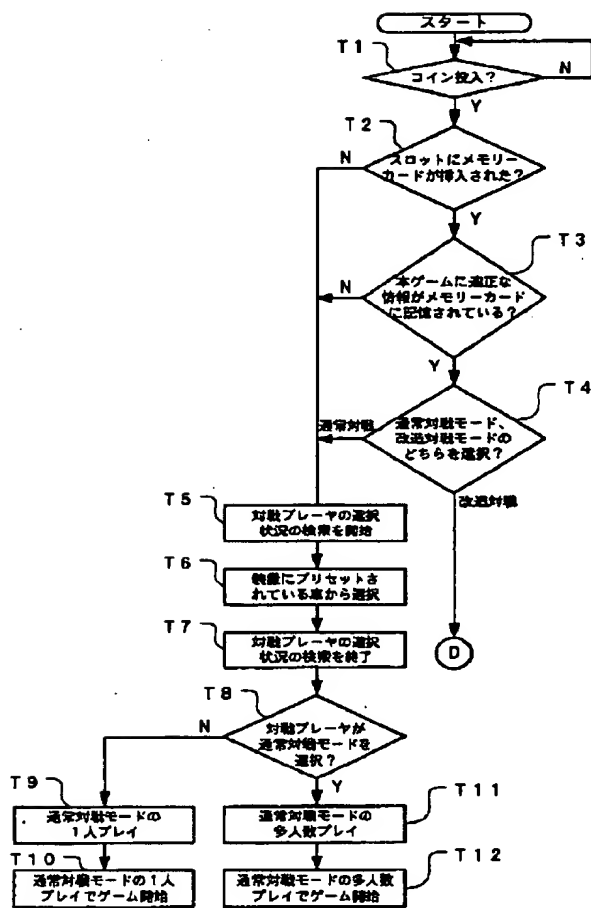 スタート
T1
コイン投入?
N
Y
T2
N
スロットにメモリー
カードが挿入された?
Y
T3
本ゲームに適正な
情報がメモリーカード
に記憶されている?
N
Y
T4
通常対戦
通常対戦モード、
改造対戦モードの
どちらを選択?
改造対戦
T5
対戦プレーヤの選択
状況の検索を開始
T6
装置にプリセットさ
れている車から選択
T7
対戦プレーヤの選択
状況の検索を終了
D
T8
N
対戦プレーヤが
通常対戦モードを
選択?
Y
T9
通常対戦モードの
1人プレイ
T11
通常対戦モードの
多人数プレイ
T10
通常対戦モードの1人
プレイでゲーム開始
T12
通常対戦モードの多人数
プレイでゲーム開始